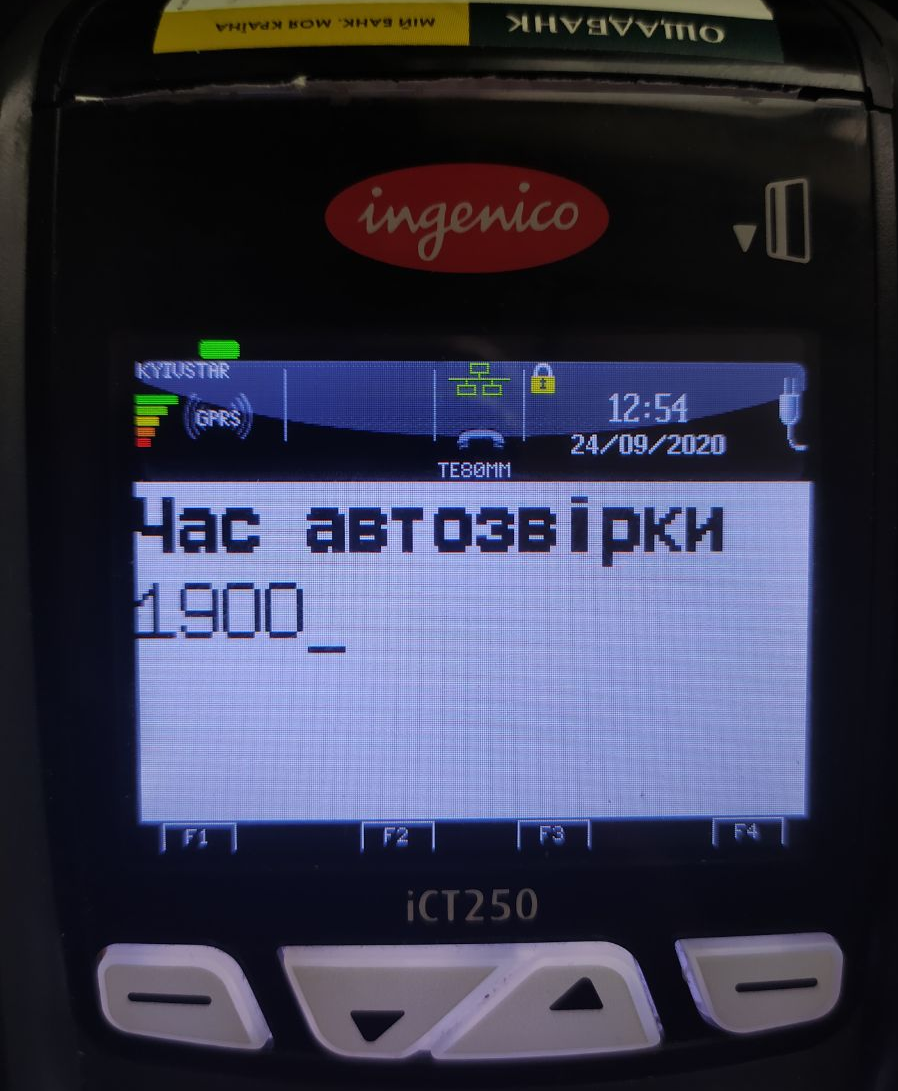 ОЩАДБАНК
МІЙ БАНК. МОЯ КРАЇНА
ingenico
KYIVSTAR
GPRS
12:54
24/09/2020
TE80MM
Час автозвірки
1900_
F1 F2 F3 F4
iCT250